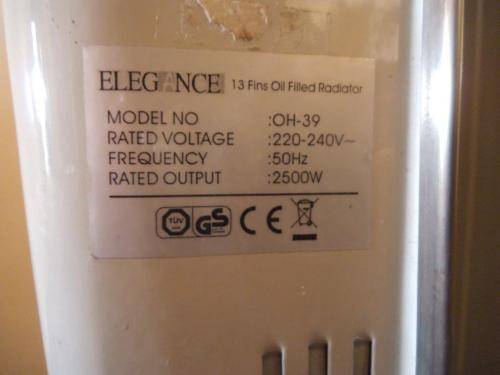 ELEGANCE 13 Fins Oil Filled Radiator
MODEL NO :OH-39
RATED VOLTAGE :220-240V~
FREQUENCY :50Hz
RATED OUTPUT :2500W
TÜV GS CE